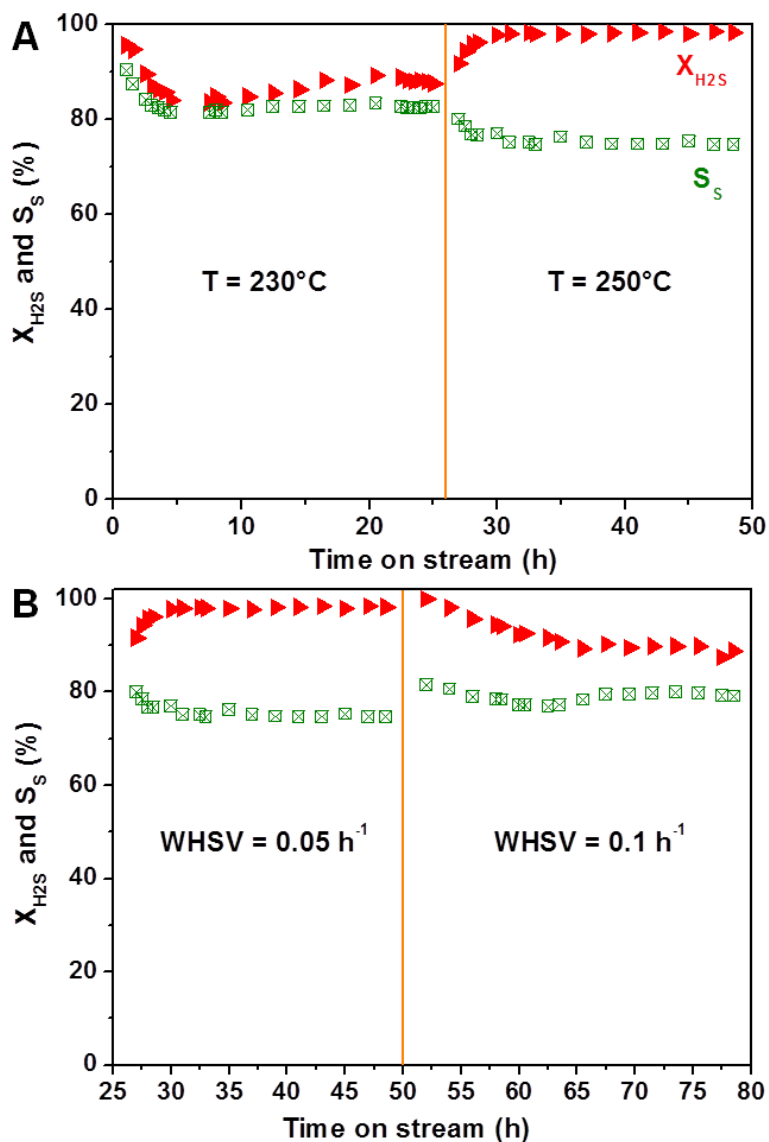 A
100
80
60
40
20
0
X_H2S and S_S (%)
X_H2S
S_S
T = 230°C
T = 250°C
0 10 20 30 40 50
Time on stream (h)
B
100
80
60
40
20
0
X_H2S and S_S (%)
WHSV = 0.05 h⁻¹
WHSV = 0.1 h⁻¹
25 30 35 40 45 50 55 60 65 70 75 80
Time on stream (h)